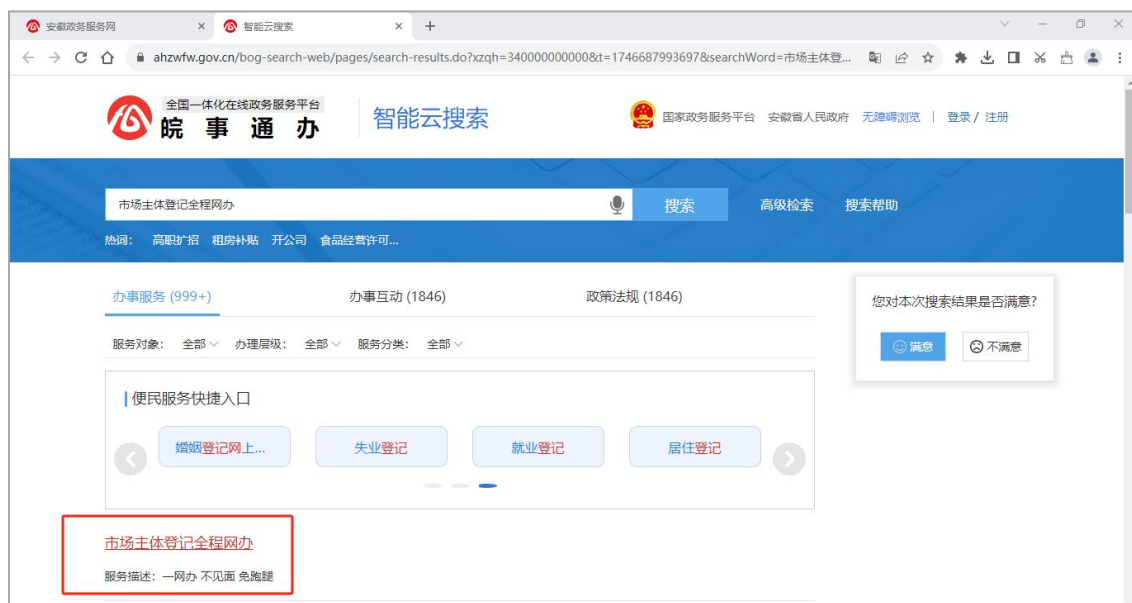 安徽政务服务网
智能云搜索
ahzwfw.gov.cn/bog-search-web/pages/search-results.do?xzqh=340000000000&t=1746687993697&searchWord=市场主体登...
全国一体化在线政务服务平台
皖事通办
智能云搜索
国家政务服务平台 安徽省人民政府 无障碍浏览 | 登录 / 注册
市场主体登记全程网办
搜索
高级检索
搜索帮助
热词： 高职扩招 租房补贴 开公司 食品经营许可...
办事服务 (999+)
办事互动 (1846)
政策法规 (1846)
您对本次搜索结果是否满意?
满意
不满意
服务对象： 全部 办理层级： 全部 服务分类： 全部
便民服务快捷入口
婚姻登记网上...
失业登记
就业登记
居住登记
市场主体登记全程网办
服务描述：一网办 不见面 免跑腿